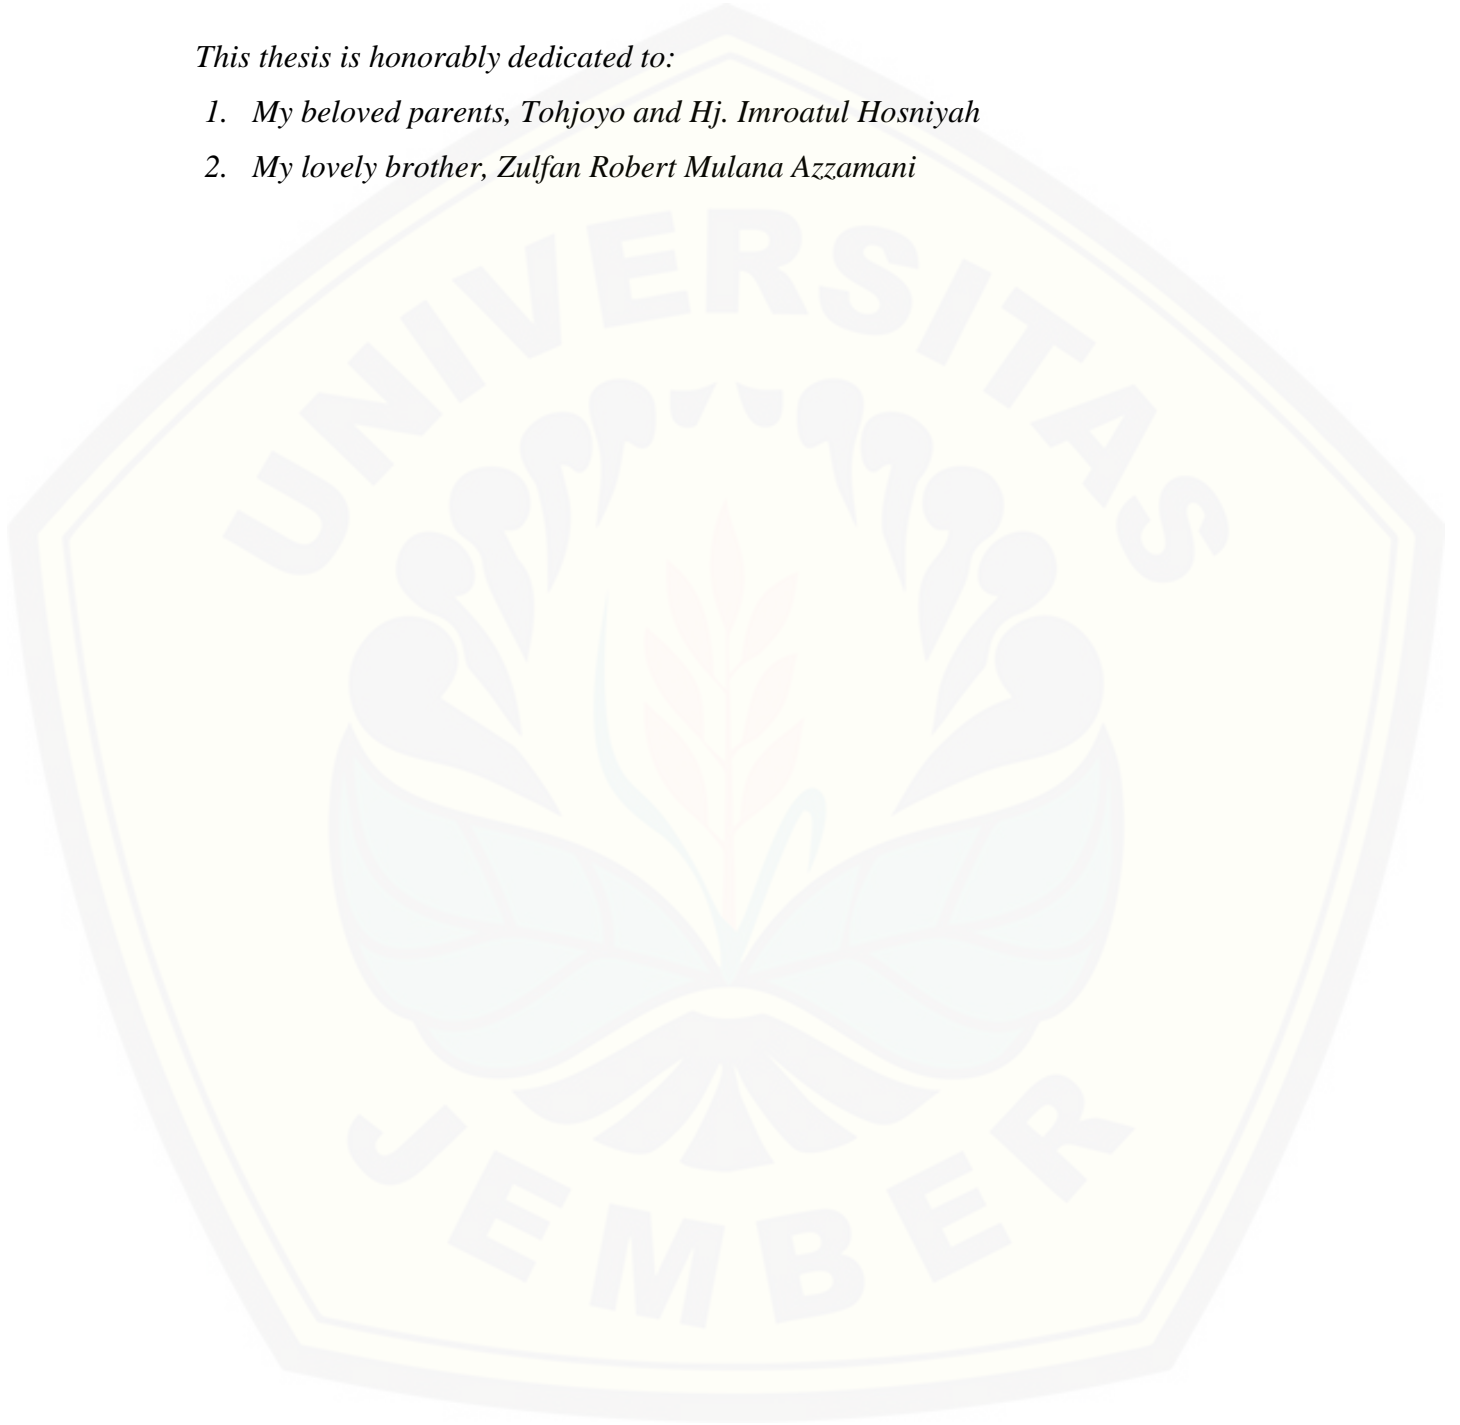 This thesis is honorably dedicated to:
1. My beloved parents, Tohjoyo and Hj. Imroatul Hosniyah
2. My lovely brother, Zulfan Robert Mulana Azzamani
UNIVERSITAS
JEMBER